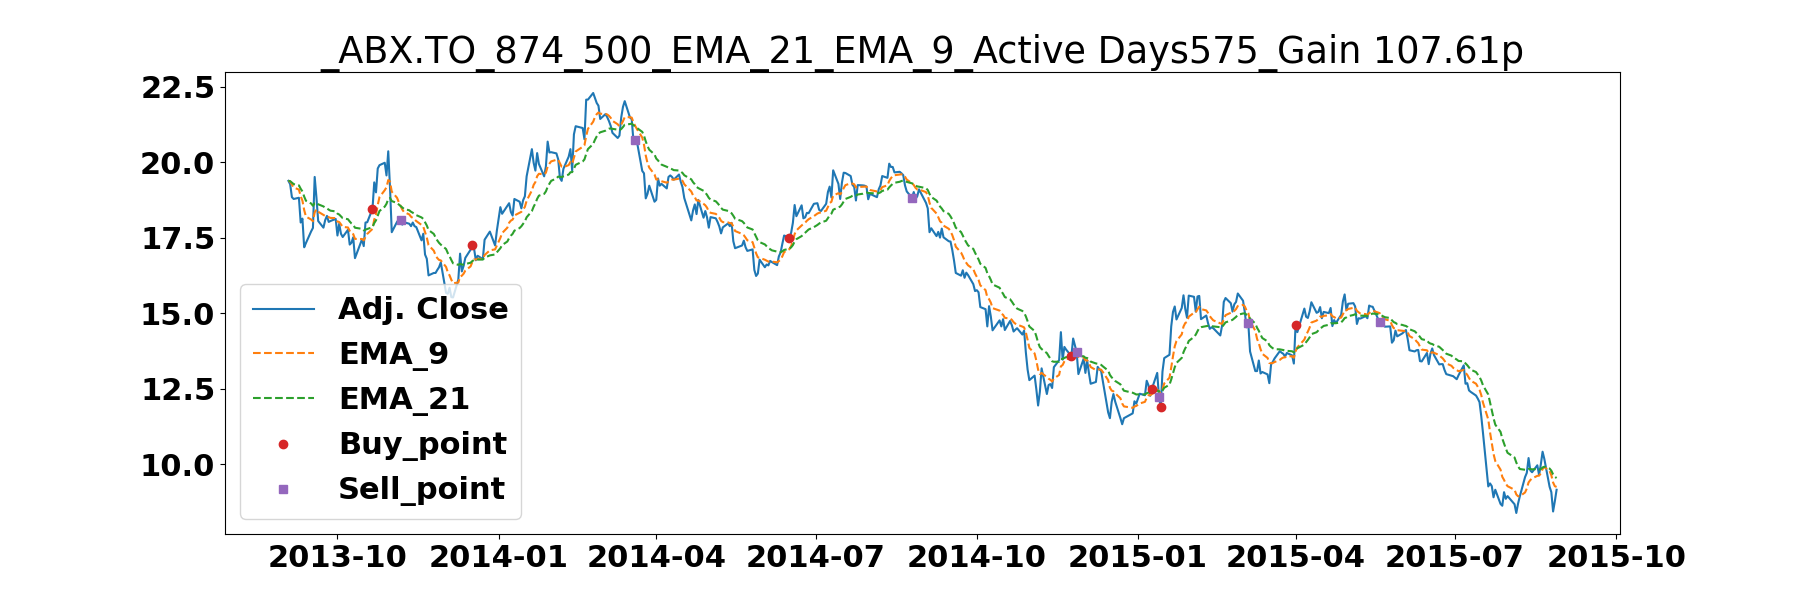 _ABX.TO_874_500_EMA_21_EMA_9_Active Days575_Gain 107.61p
22.5
20.0
17.5
15.0
12.5
10.0
Adj. Close
EMA_9
EMA_21
Buy_point
Sell_point
2013-10 2014-01 2014-04 2014-07 2014-10 2015-01 2015-04 2015-07 2015-10